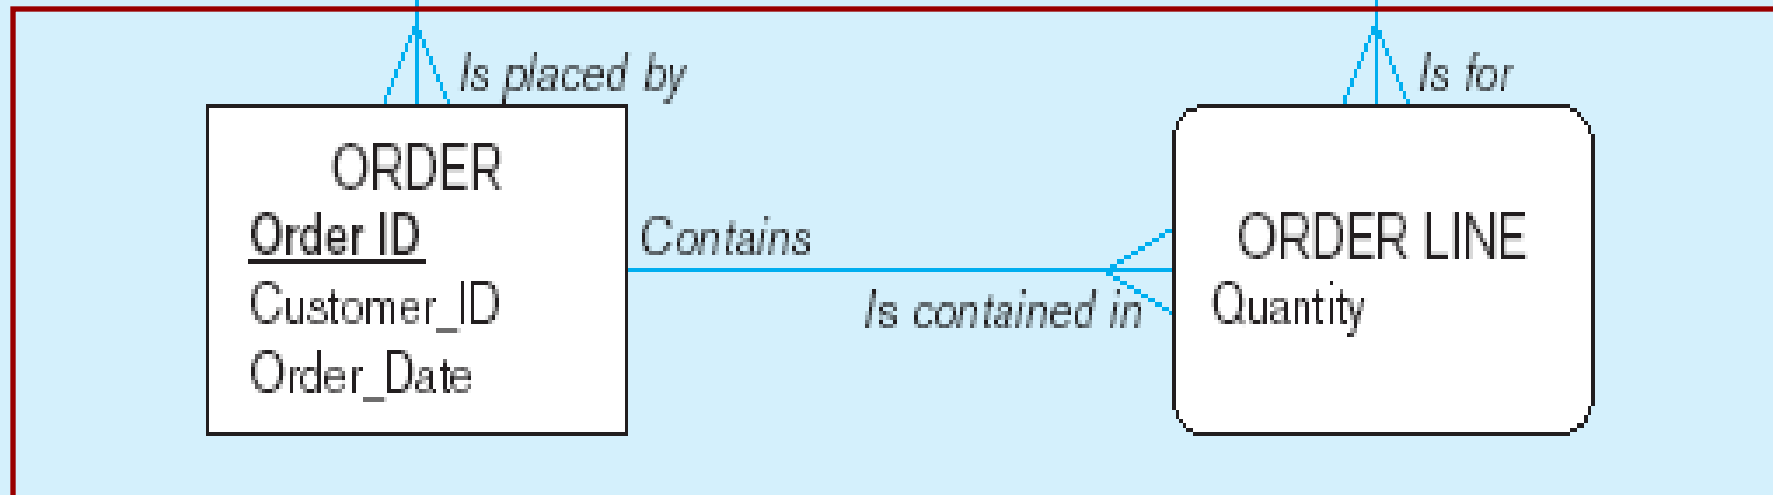 Is placed by
Is for
ORDER
Order ID
Customer_ID
Order_Date
Contains
Is contained in
ORDER LINE
Quantity